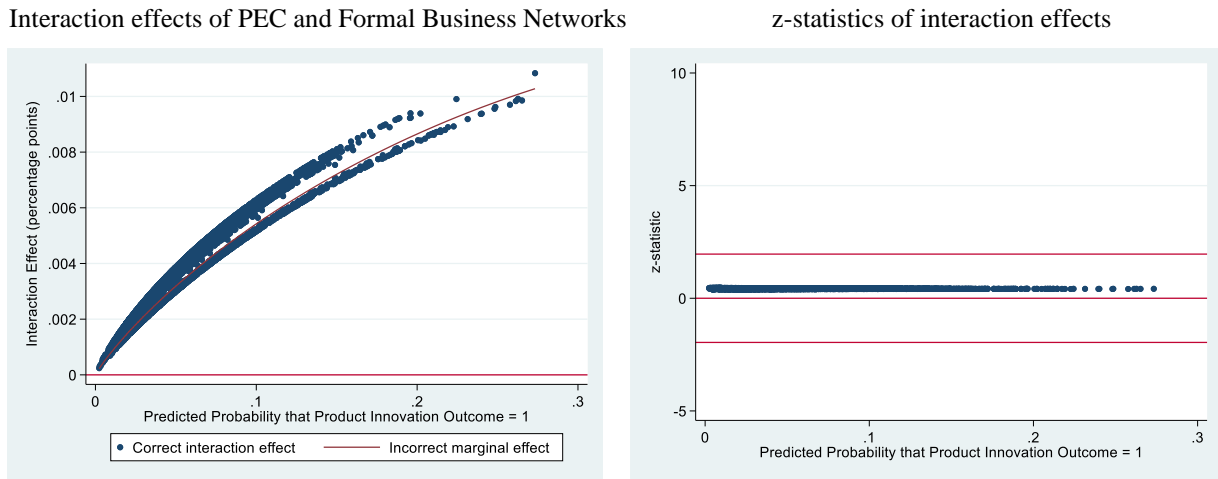 Interaction effects of PEC and Formal Business Networks
z-statistics of interaction effects
Interaction Effect (percentage points)
.01
.008
.006
.004
.002
0
0
.1
.2
.3
Predicted Probability that Product Innovation Outcome = 1
Correct interaction effect
Incorrect marginal effect
z-statistic
10
5
0
-5
0
.1
.2
.3
Predicted Probability that Product Innovation Outcome = 1